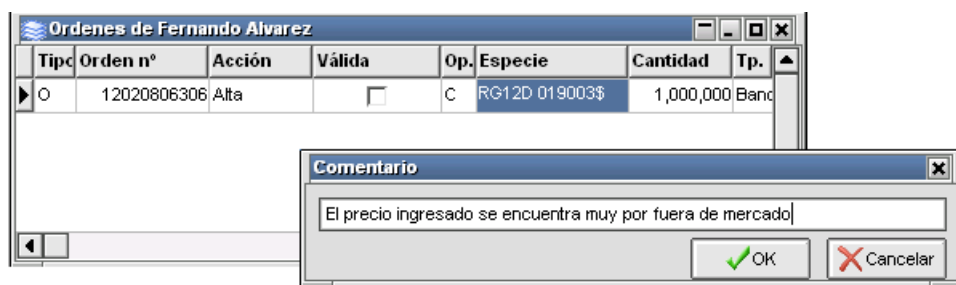 Ordenes de Fernando Alvarez
Tipo Orden nº Acción Válida Op. Especie Cantidad Tp.
O 12020806306 Alta C RG12D 019003$ 1,000,000 Banc
Comentario
El precio ingresado se encuentra muy por fuera de mercado
OK Cancelar